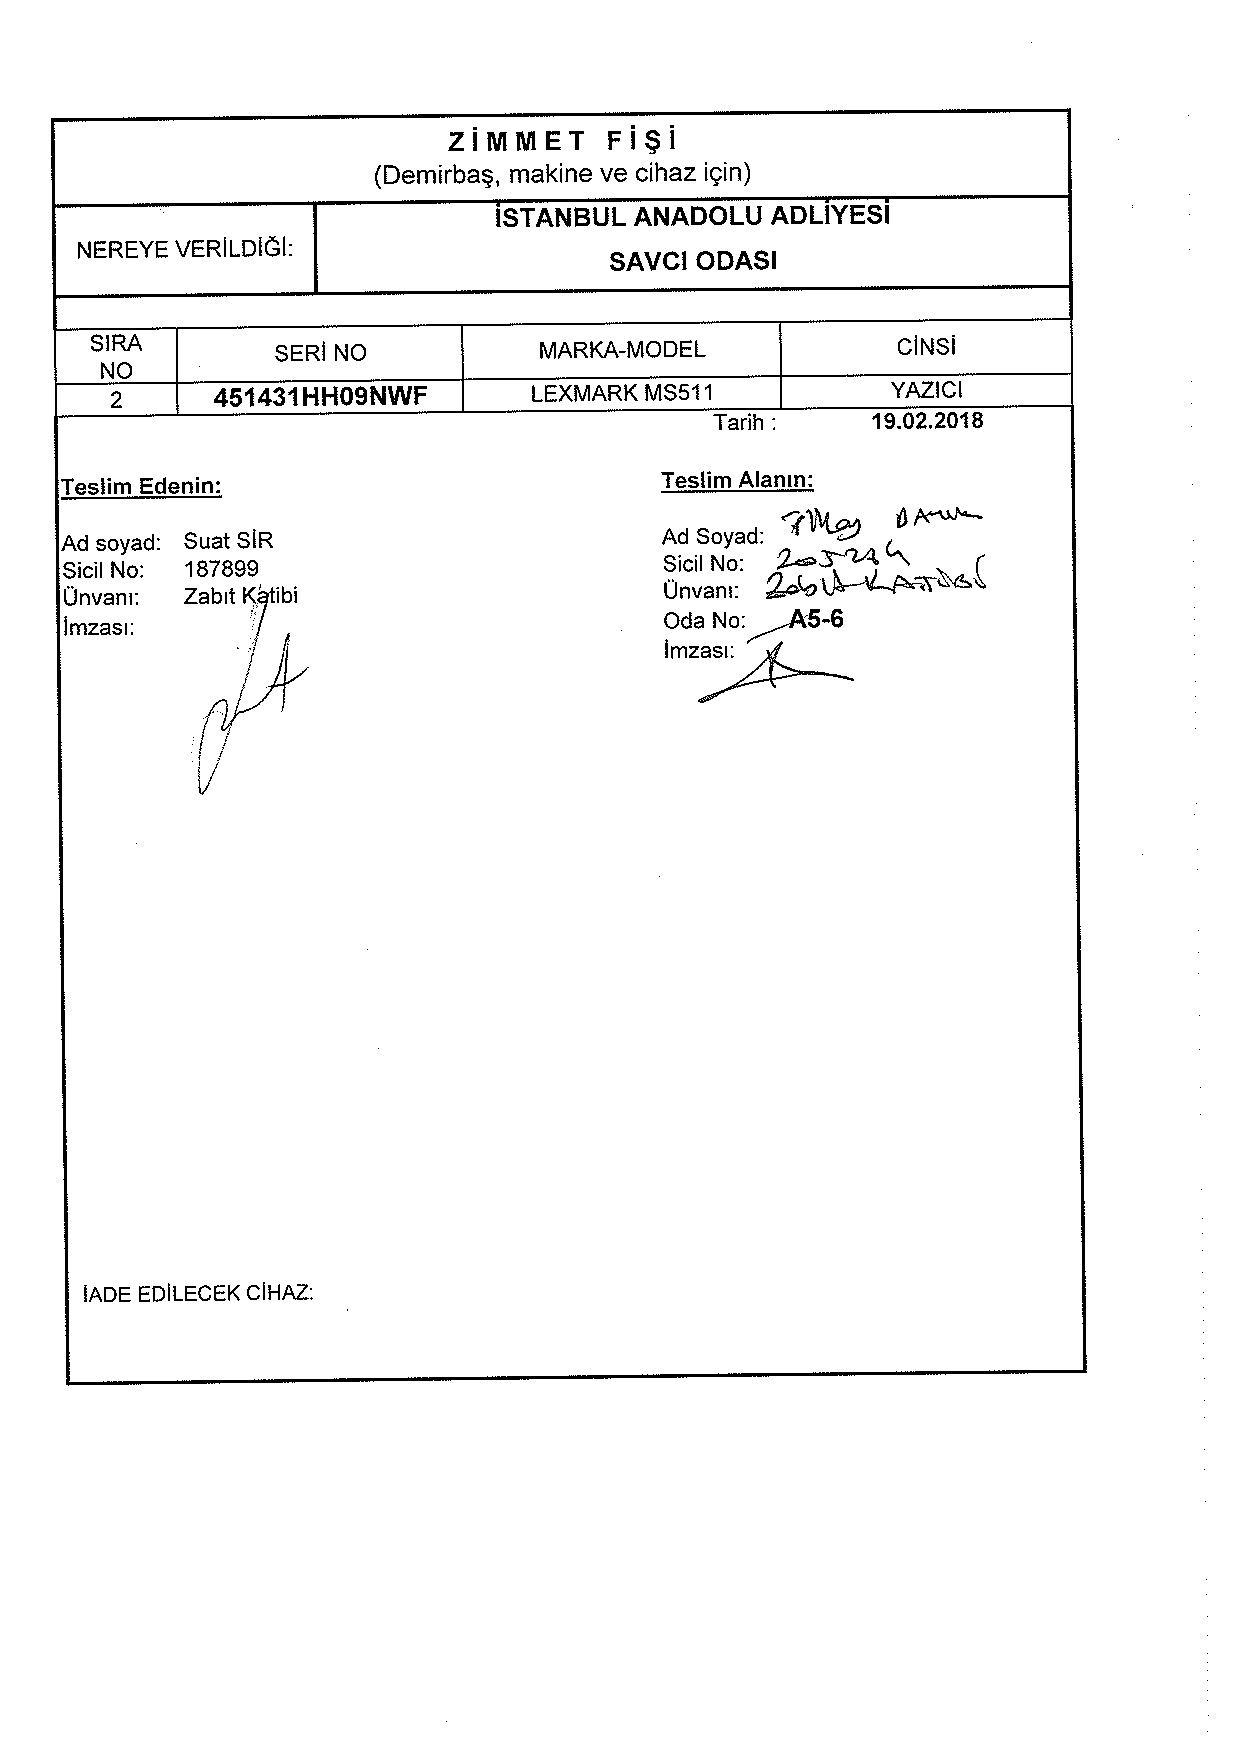 ZİMMET FİŞİ
(Demirbaş, makine ve cihaz için)
NEREYE VERİLDİĞİ:
İSTANBUL ANADOLU ADLİYESİ
SAVCI ODASI
SIRA NO SERİ NO MARKA-MODEL CİNSİ
2 451431HH09NWF LEXMARK MS511 YAZICI
Tarih : 19.02.2018
Teslim Edenin:
Ad soyad: Suat SİR
Sicil No: 187899
Ünvanı: Zabıt Katibi
İmzası:
Teslim Alanın:
Ad Soyad:
Sicil No:
Ünvanı: Zabıt KATİBİ
Oda No: A5-6
İmzası:
İADE EDİLECEK CİHAZ: